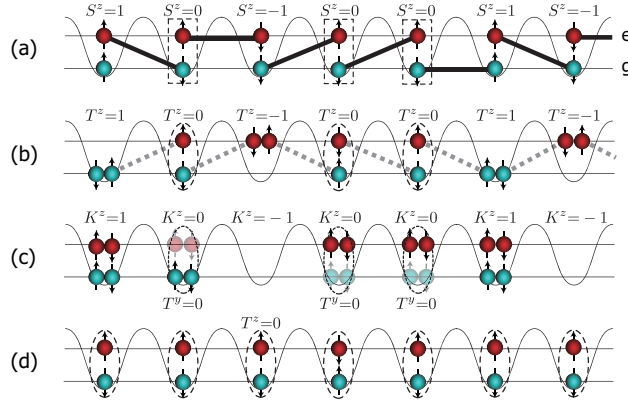 S^z=1 S^z=0 S^z=-1 S^z=0 S^z=0 S^z=1 S^z=-1
(a) e
g
T^z=1 T^z=0 T^z=-1 T^z=0 T^z=0 T^z=1 T^z=-1
(b)
K^z=1 K^z=0 K^z=-1 K^z=0 K^z=0 K^z=1 K^z=-1
(c)
T^y=0 T^y=0 T^y=0
T^z=0
(d)